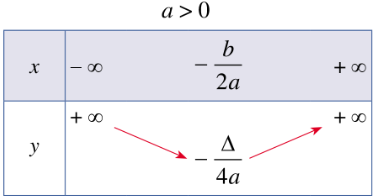 a > 0
x − ∞ − b/2a + ∞
+ ∞ + ∞
y − Δ/4a